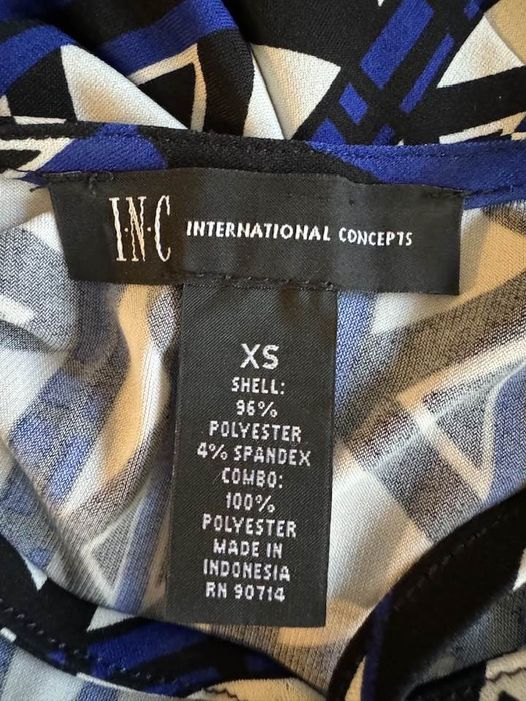 I·N·C INTERNATIONAL CONCEPTS
XS
SHELL:
96%
POLYESTER
4% SPANDEX
COMBO:
100%
POLYESTER
MADE IN
INDONESIA
RN 90714